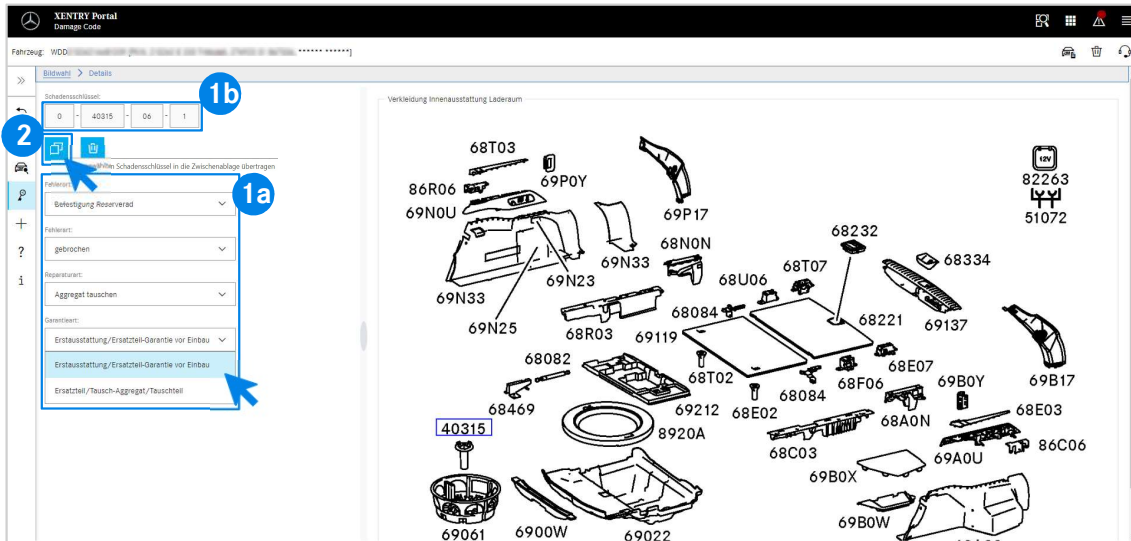 XENTRY Portal
Damage Code
Fahrzeug: WDD ****** ******]
Bildwahl > Details
Schadensschlüssel:
1b
0 - 40315 - 06 - 1
2
n Schadensschlüssel in die Zwischenablage übertragen
1a
Fehlerort:
Befestigung Reserverad
Fehlerart:
gebrochen
Reparaturart:
Aggregat tauschen
Garantieart:
Erstausstattung/Ersatzteil-Garantie vor Einbau
Erstausstattung/Ersatzteil-Garantie vor Einbau
Ersatzteil/Tausch-Aggregat/Tauschteil
? 
i
Verkleidung Innenausstattung Laderaum
68T03
69P0Y
86R06
69N0U
69P17
12V
82263
51072
69N33
69N23
69N33
69N25
68N0N
68232
68334
68U06
68T07
68084
68R03
69119
68221
69137
68082
68T02
68E07
68469
69212
68E02
68084
68F06
69B0Y
69B17
40315
8920A
68A0N
68E03
68C03
69A0U
86C06
69B0X
69061
6900W
69022
69B0W